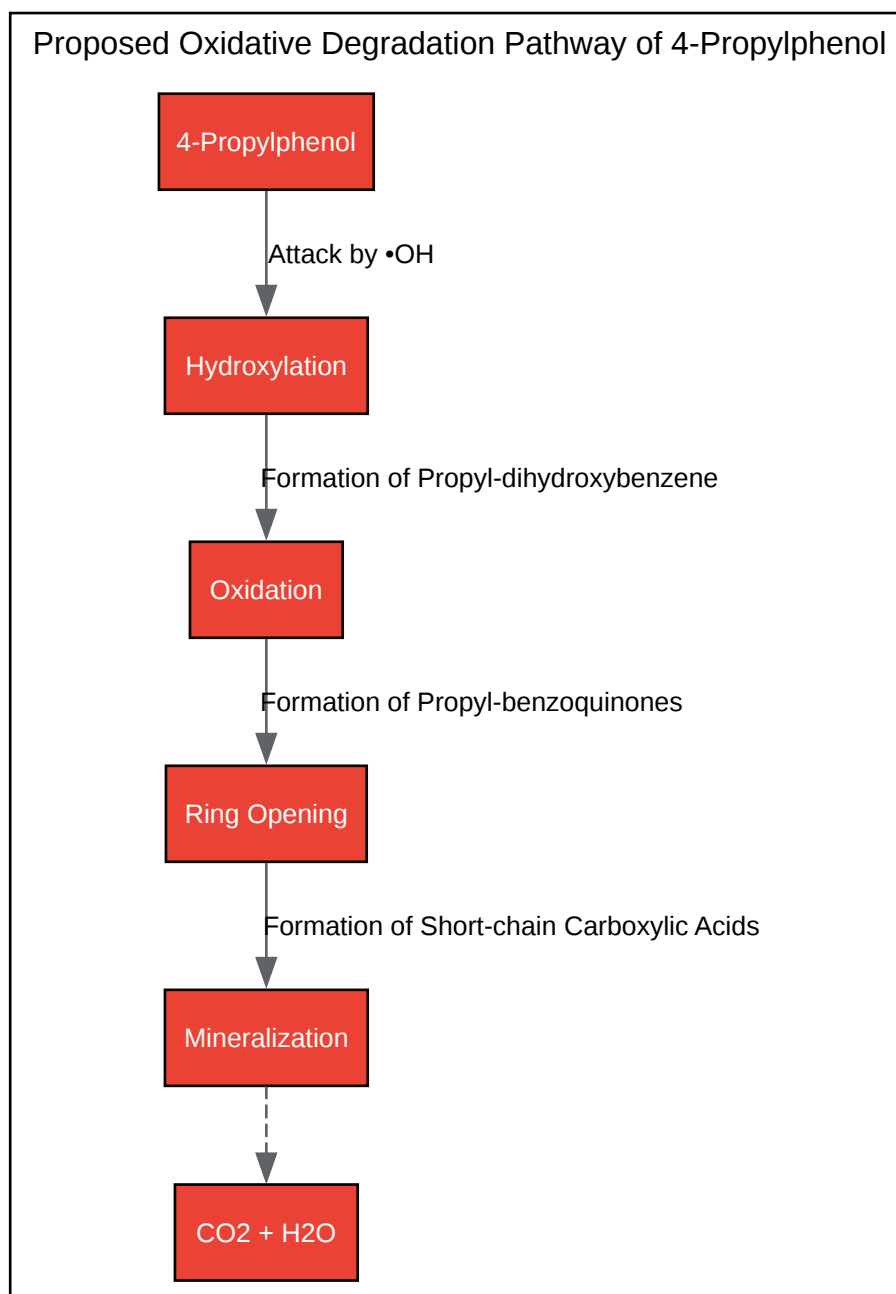 Proposed Oxidative Degradation Pathway of 4-Propylphenol
4-Propylphenol
Attack by •OH
Hydroxylation
Formation of Propyl-dihydroxybenzene
Oxidation
Formation of Propyl-benzoquinones
Ring Opening
Formation of Short-chain Carboxylic Acids
Mineralization
CO2 + H2O